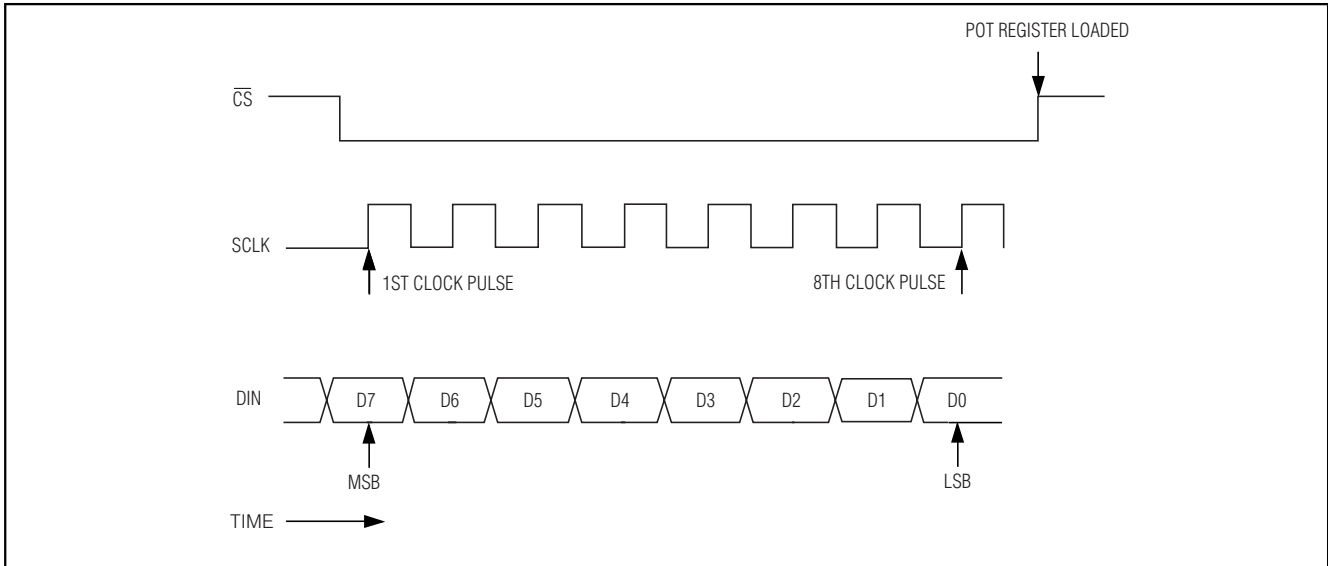 POT REGISTER LOADED
C̅S̅
SCLK
1ST CLOCK PULSE
8TH CLOCK PULSE
DIN
D7
D6
D5
D4
D3
D2
D1
D0
MSB
LSB
TIME